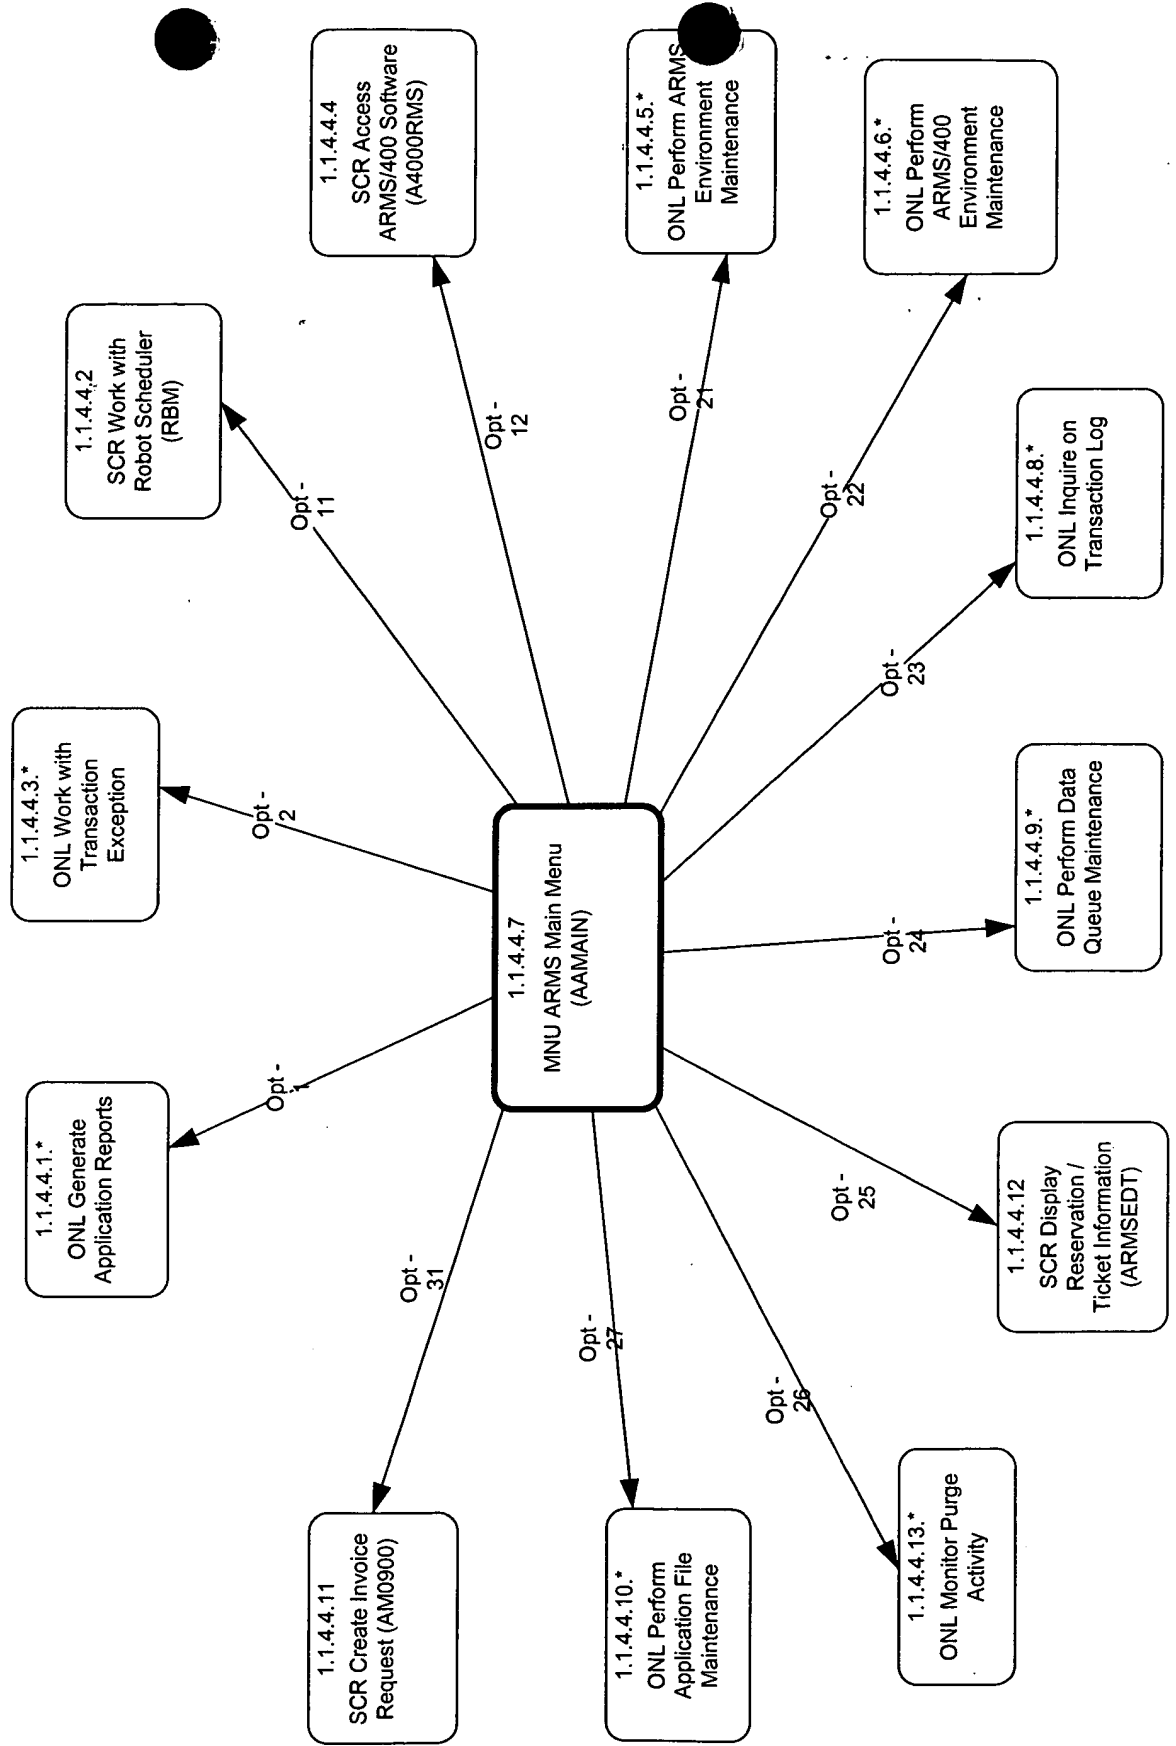 1.1.4.4.11
SCR Create Invoice
Request (AM0900)
1.1.4.4.1.*
ONL Generate
Application Reports
1.1.4.4.3.*
ONL Work with
Transaction
Exception
1.1.4.4.2
SCR Work with
Robot Scheduler
(RBM)
1.1.4.4.4
SCR Access
ARMS/400 Software
(A4000RMS)
1.1.4.4.10.*
ONL Perform
Application File
Maintenance
1.1.4.4.7
MNU ARMS Main Menu
(AAMAIN)
1.1.4.4.5.*
ONL Perform ARMS
Environment
Maintenance
1.1.4.4.13.*
ONL Monitor Purge
Activity
1.1.4.4.12
SCR Display
Reservation /
Ticket Information
(ARMSEDT)
1.1.4.4.9.*
ONL Perform Data
Queue Maintenance
1.1.4.4.8.*
ONL Inquire on
Transaction Log
1.1.4.4.6.*
ONL Perform
ARMS/400
Environment
Maintenance
Opt -
31
Opt -
1
Opt -
2
Opt -
11
Opt -
12
Opt -
27
Opt -
21
Opt -
26
Opt -
25
Opt -
24
Opt -
23
Opt -
22